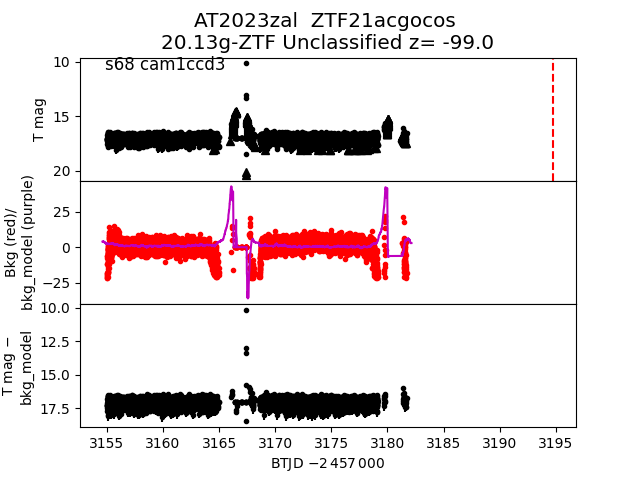 AT2023zal  ZTF21acgocos
20.13g-ZTF Unclassified z= -99.0
s68 cam1ccd3
10
15
20
T mag
25
0
−25
Bkg (red)/
bkg_model (purple)
10.0
12.5
15.0
17.5
T mag −
bkg_model
3155 3160 3165 3170 3175 3180 3185 3190 3195
BTJD −2 457 000